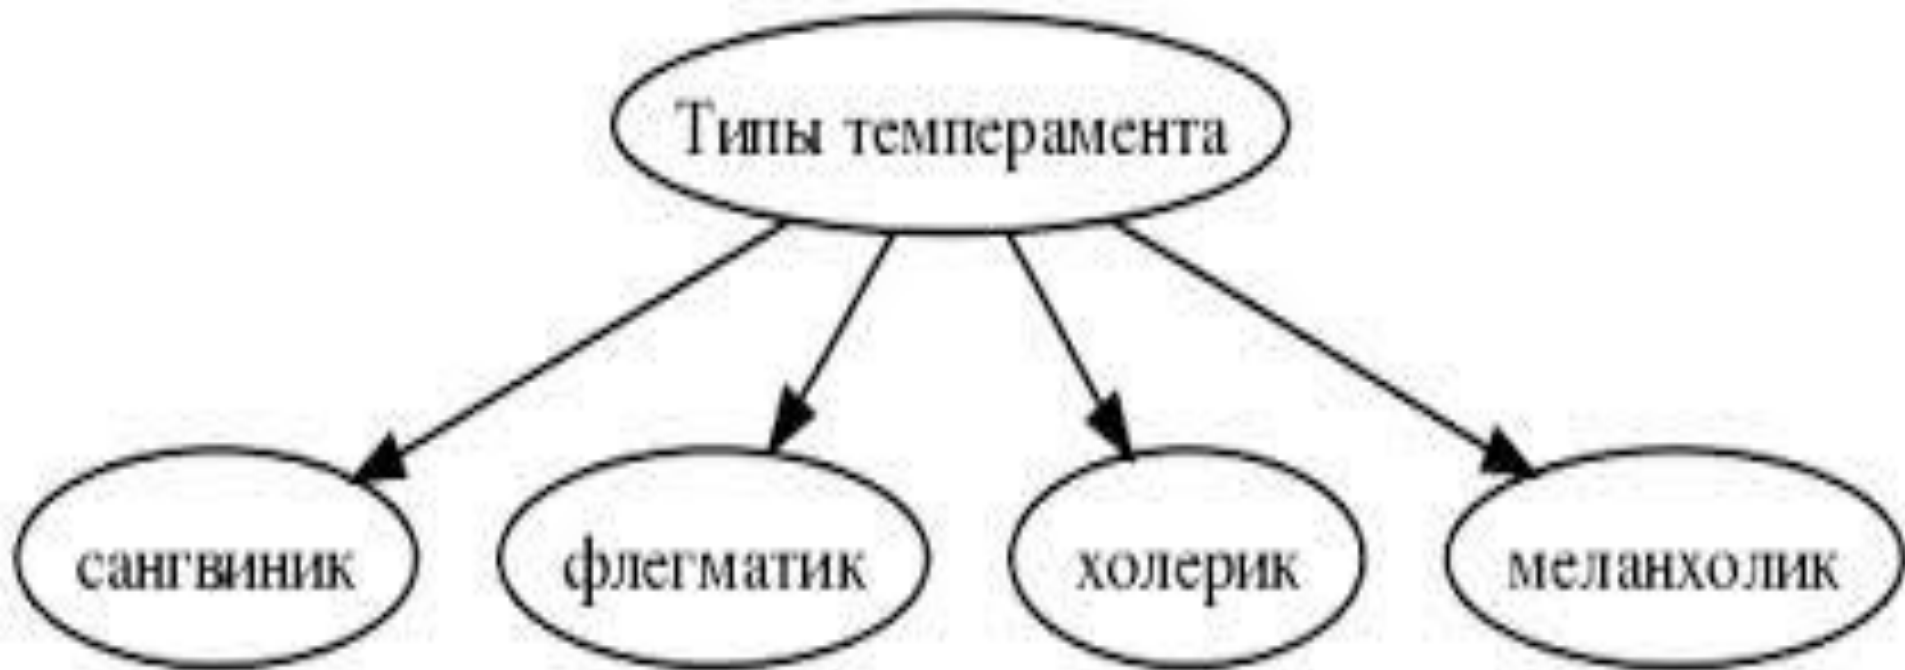 Типы темперамента
сангвиник
флегматик
холерик
меланхолик